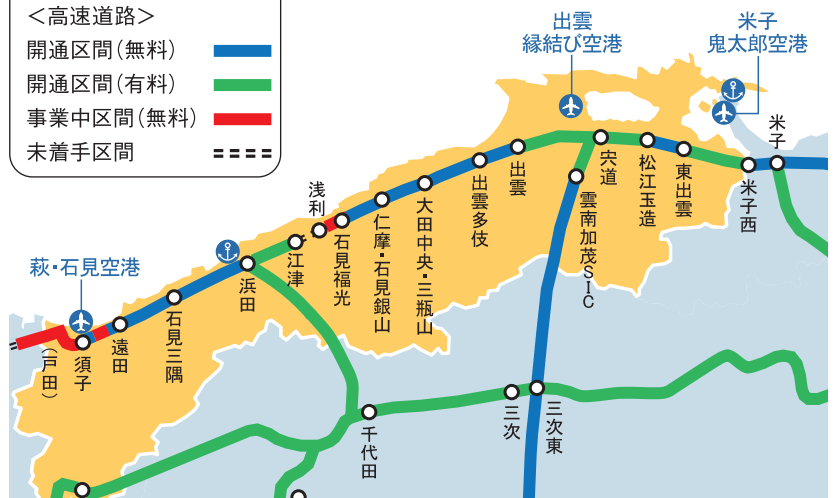 <高速道路>
開通区間(無料)
開通区間(有料)
事業中区間(無料)
未着手区間
出雲
縁結び空港
米子
鬼太郎空港
米子
宍道
松江玉造
東出雲
米子西
出雲
雲南加茂SIC
出雲多伎
大田中央・三瓶山
仁摩・石見銀山
石見福光
浅利
江津
浜田
萩・石見空港
石見三隅
遠田
須子
(戸田)
三次
三次東
千代田